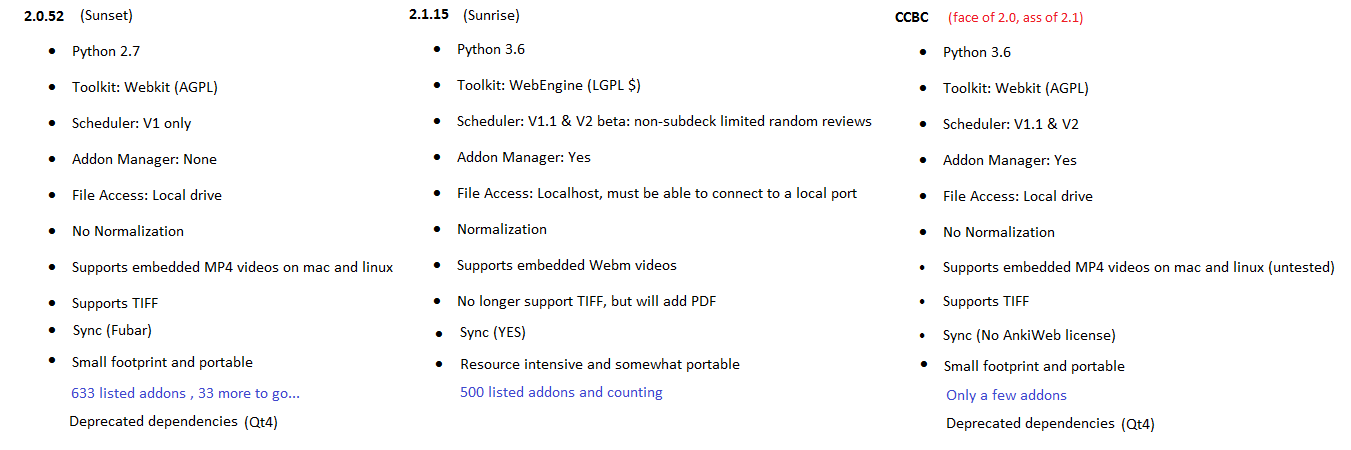 2.0.52 (Sunset)
• Python 2.7
• Toolkit: Webkit (AGPL)
• Scheduler: V1 only
• Addon Manager: None
• File Access: Local drive
• No Normalization
• Supports embedded MP4 videos on mac and linux
• Supports TIFF
• Sync (Fubar)
• Small footprint and portable
633 listed addons , 33 more to go...
Deprecated dependencies (Qt4)
2.1.15 (Sunrise)
• Python 3.6
• Toolkit: WebEngine (LGPL $)
• Scheduler: V1.1 & V2 beta: non-subdeck limited random reviews
• Addon Manager: Yes
• File Access: Localhost, must be able to connect to a local port
• Normalization
• Supports embedded Webm videos
• No longer support TIFF, but will add PDF
• Sync (YES)
• Resource intensive and somewhat portable
500 listed addons and counting
CCBC (face of 2.0, ass of 2.1)
• Python 3.6
• Toolkit: Webkit (AGPL)
• Scheduler: V1.1 & V2
• Addon Manager: Yes
• File Access: Local drive
• No Normalization
• Supports embedded MP4 videos on mac and linux (untested)
• Supports TIFF
• Sync (No AnkiWeb license)
• Small footprint and portable
Only a few addons
Deprecated dependencies (Qt4)